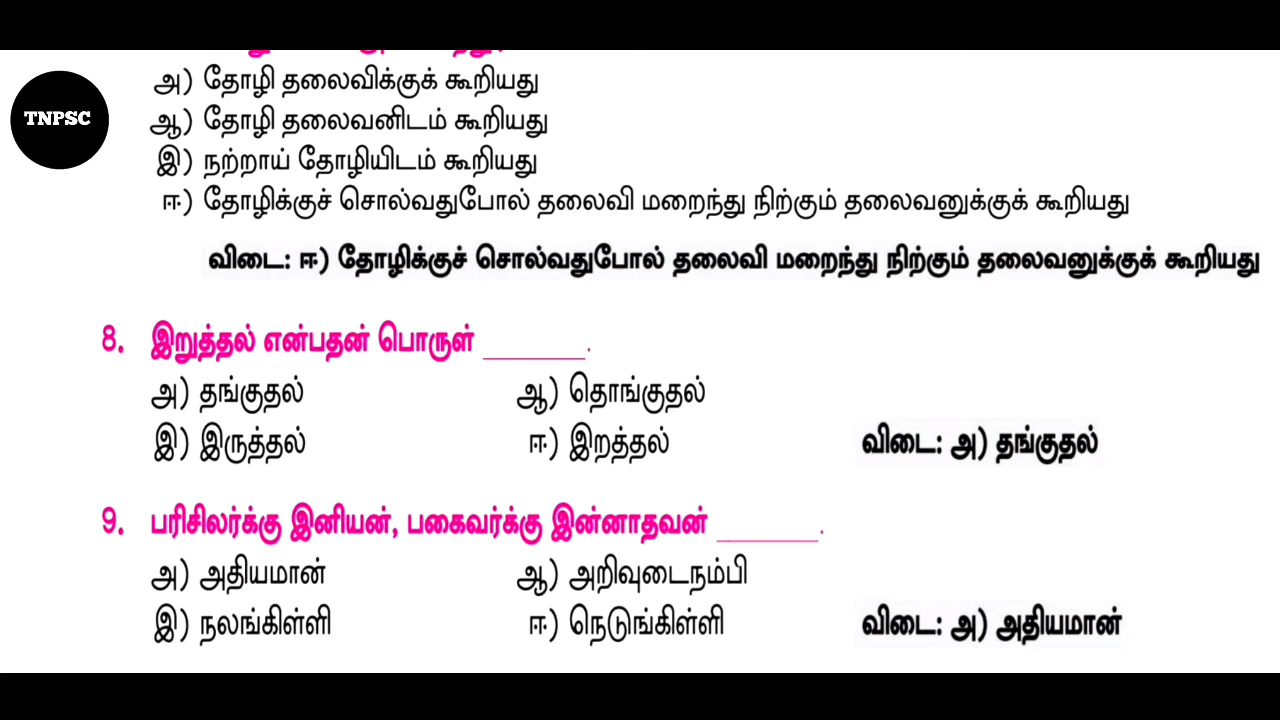 TNPSC
அ) தோழி தலைவிக்குக் கூறியது
ஆ) தோழி தலைவனிடம் கூறியது
இ) நற்றாய் தோழியிடம் கூறியது
ஈ) தோழிக்குச் சொல்வதுபோல் தலைவி மறைந்து நிற்கும் தலைவனுக்குக் கூறியது
விடை: ஈ) தோழிக்குச் சொல்வதுபோல் தலைவி மறைந்து நிற்கும் தலைவனுக்குக் கூறியது
8. இறுத்தல் என்பதன் பொருள் _______.
அ) தங்குதல் ஆ) தொங்குதல்
இ) இருத்தல் ஈ) இறத்தல் விடை: அ) தங்குதல்
9. பரிசிலர்க்கு இனியன், பகைவர்க்கு இன்னாதவன் _______.
அ) அதியமான் ஆ) அறிவுடைநம்பி
இ) நலங்கிள்ளி ஈ) நெடுங்கிள்ளி விடை: அ) அதியமான்